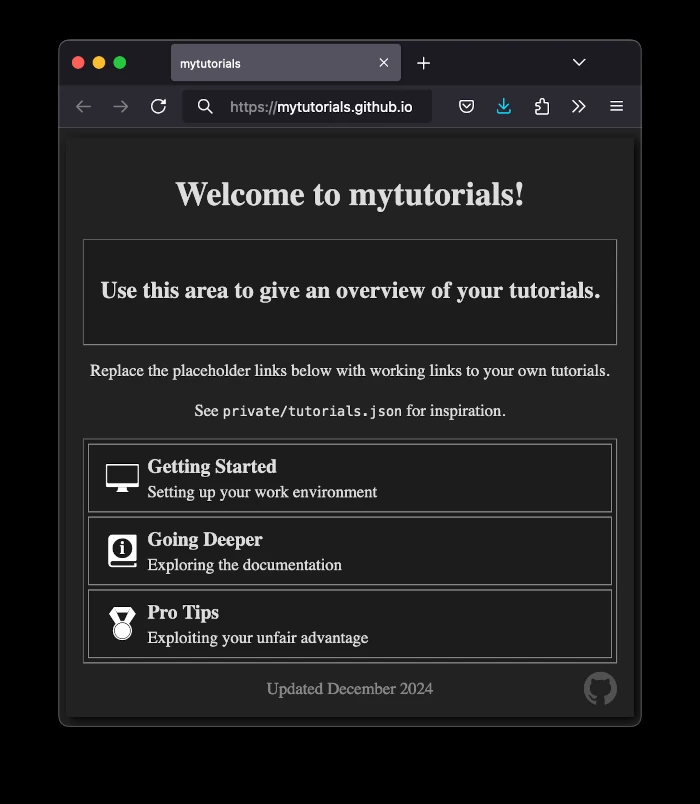 mytutorials
https://mytutorials.github.io
Welcome to mytutorials!
Use this area to give an overview of your tutorials.
Replace the placeholder links below with working links to your own tutorials.
See private/tutorials.json for inspiration.
Getting Started
Setting up your work environment
Going Deeper
Exploring the documentation
Pro Tips
Exploiting your unfair advantage
Updated December 2024